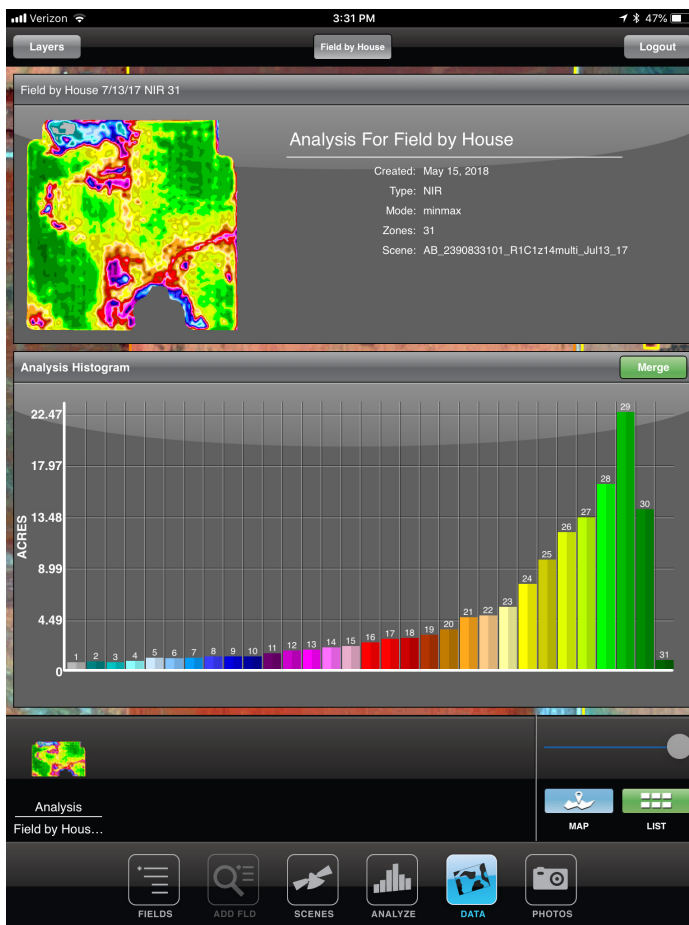 Verizon 3:31 PM 47%
Layers Field by House Logout
Field by House 7/13/17 NIR 31
Analysis For Field by House
Created: May 15, 2018
Type: NIR
Mode: minmax
Zones: 31
Scene: AB_2390833101_R1C1z14multi_Jul13_17
Analysis Histogram Merge
22.47
17.97
13.48
8.99
4.49
0
ACRES
1 2 3 4 5 6 7 8 9 10 11 12 13 14 15 16 17 18 19 20 21 22 23 24 25 26 27 28 29 30 31
Analysis
Field by Hous...
MAP LIST
FIELDS ADD FLD SCENES ANALYZE DATA PHOTOS